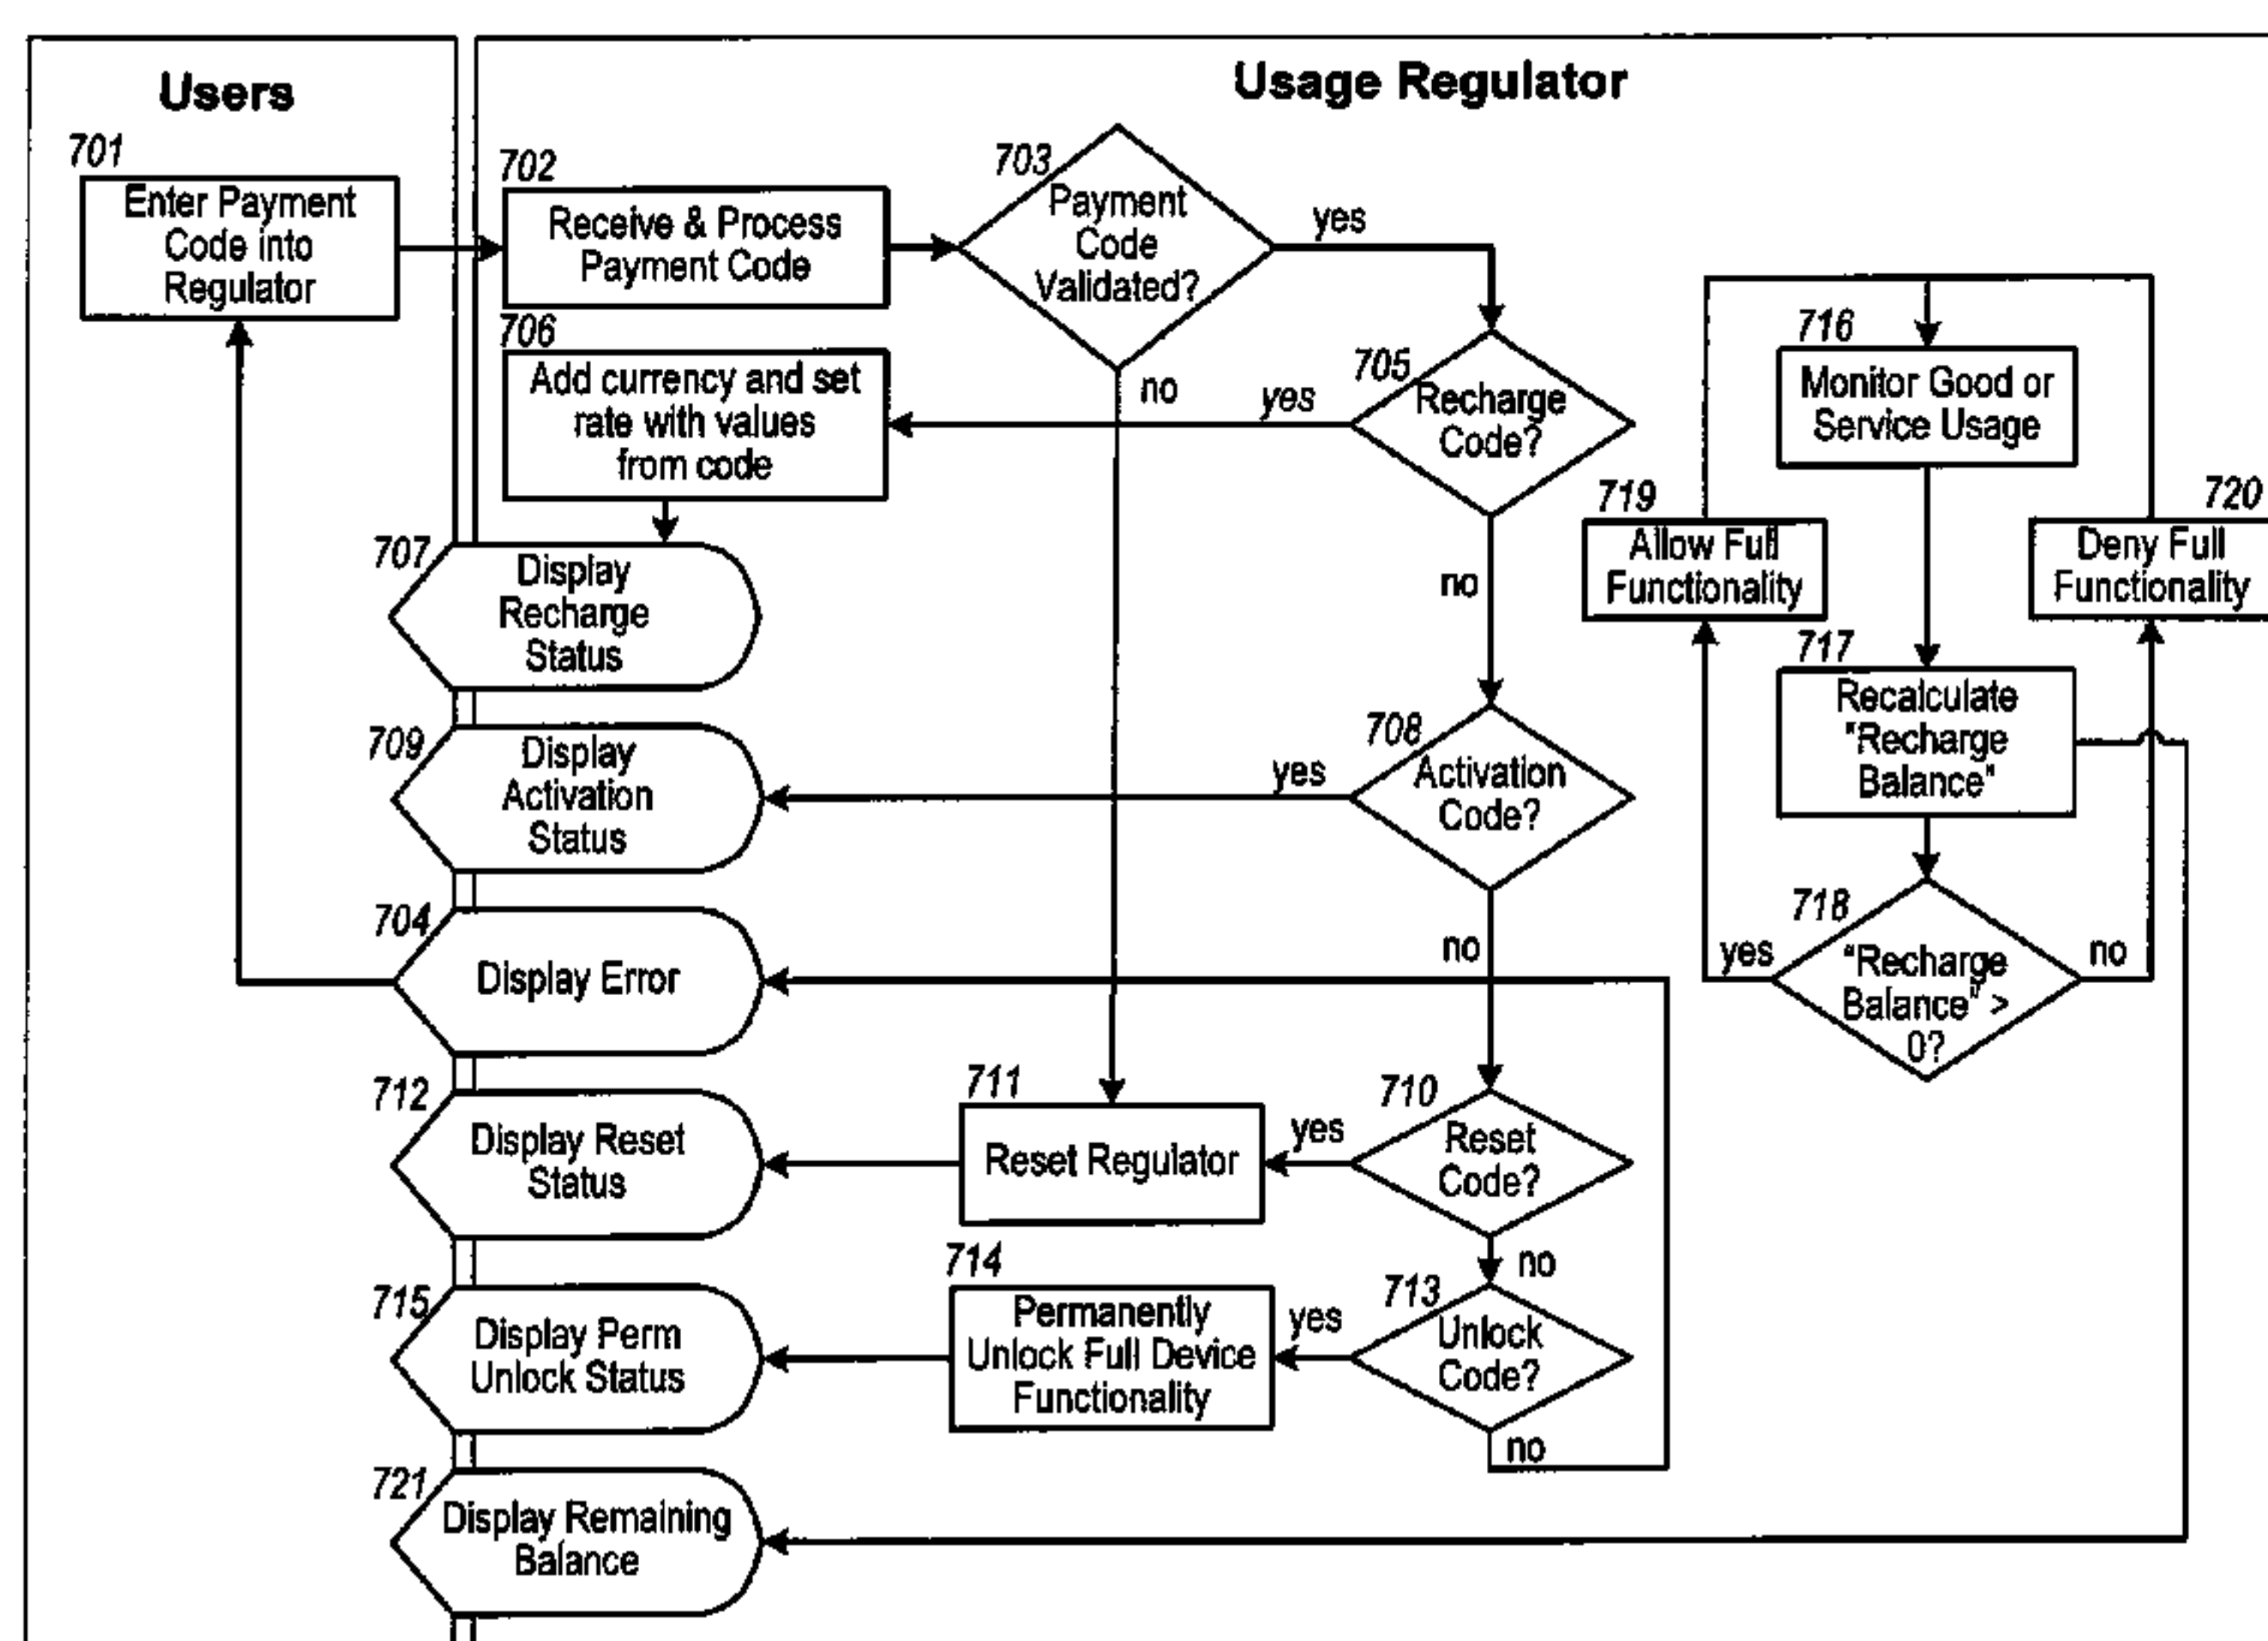 Users
Usage Regulator
701
Enter Payment
Code into
Regulator
702
Receive & Process
Payment Code
703
Payment
Code
Validated?
yes
no
705
Recharge
Code?
yes
no
706
Add currency and set
rate with values
from code
707
Display
Recharge
Status
708
Activation
Code?
yes
no
709
Display
Activation
Status
704
Display Error
710
Reset
Code?
yes
no
711
Reset Regulator
712
Display Reset
Status
713
Unlock
Code?
yes
no
714
Permanently
Unlock Full Device
Functionality
715
Display Perm
Unlock Status
716
Monitor Good or
Service Usage
717
Recalculate
"Recharge
Balance"
718
"Recharge
Balance" >
0?
yes
no
719
Allow Full
Functionality
720
Deny Full
Functionality
721
Display Remaining
Balance